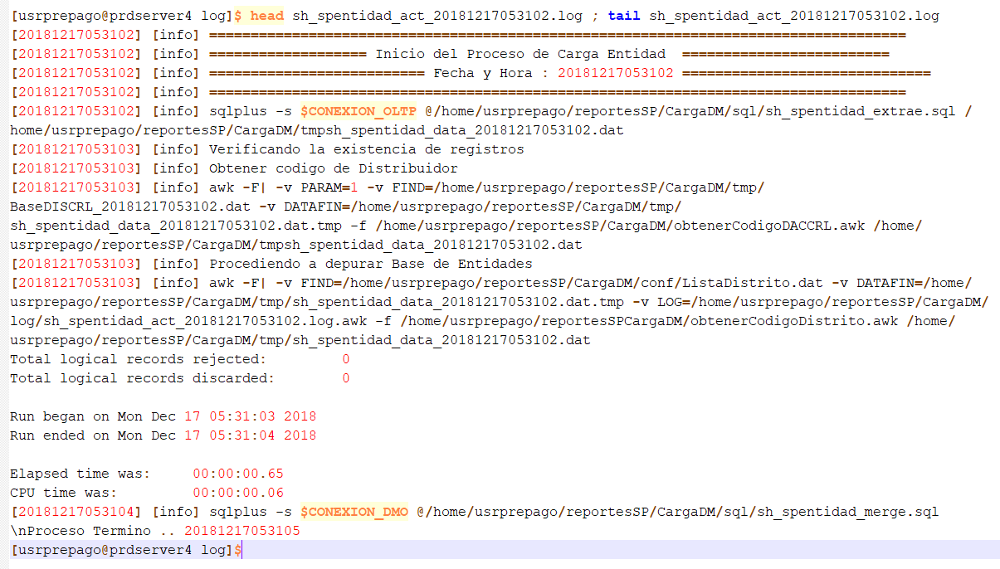 [usrprepago@prdserver4 log]$ head sh_spentidad_act_20181217053102.log ; tail sh_spentidad_act_20181217053102.log
[20181217053102] [info] ====================================================================================
[20181217053102] [info] =================== Inicio del Proceso de Carga Entidad  =========================
[20181217053102] [info] ========================== Fecha y Hora : 20181217053102 ==============================
[20181217053102] [info] ====================================================================================
[20181217053102] [info] sqlplus -s $CONEXION_OLTP @/home/usrprepago/reportesSP/CargaDM/sql/sh_spentidad_extrae.sql /
home/usrprepago/reportesSP/CargaDM/tmpsh_spentidad_data_20181217053102.dat
[20181217053103] [info] Verificando la existencia de registros
[20181217053103] [info] Obtener codigo de Distribuidor
[20181217053103] [info] awk -F| -v PARAM=1 -v FIND=/home/usrprepago/reportesSP/CargaDM/tmp/
BaseDISCRL_20181217053102.dat -v DATAFIN=/home/usrprepago/reportesSP/CargaDM/tmp/
sh_spentidad_data_20181217053102.dat.tmp -f /home/usrprepago/reportesSP/CargaDM/obtenerCodigoDACCRL.awk /home/
usrprepago/reportesSP/CargaDM/tmpsh_spentidad_data_20181217053102.dat
[20181217053103] [info] Procediendo a depurar Base de Entidades
[20181217053103] [info] awk -F| -v FIND=/home/usrprepago/reportesSP/CargaDM/conf/ListaDistrito.dat -v DATAFIN=/home/
usrprepago/reportesSP/CargaDM/tmp/sh_spentidad_data_20181217053102.dat.tmp -v LOG=/home/usrprepago/reportesSP/CargaDM/
log/sh_spentidad_act_20181217053102.log.awk -f /home/usrprepago/reportesSPCargaDM/obtenerCodigoDistrito.awk /home/
usrprepago/reportesSP/CargaDM/tmp/sh_spentidad_data_20181217053102.dat
Total logical records rejected:         0
Total logical records discarded:        0
Run began on Mon Dec 17 05:31:03 2018
Run ended on Mon Dec 17 05:31:04 2018
Elapsed time was:     00:00:00.65
CPU time was:         00:00:00.06
[20181217053104] [info] sqlplus -s $CONEXION_DMO @/home/usrprepago/reportesSP/CargaDM/sql/sh_spentidad_merge.sql
\nProceso Termino .. 20181217053105
[usrprepago@prdserver4 log]$